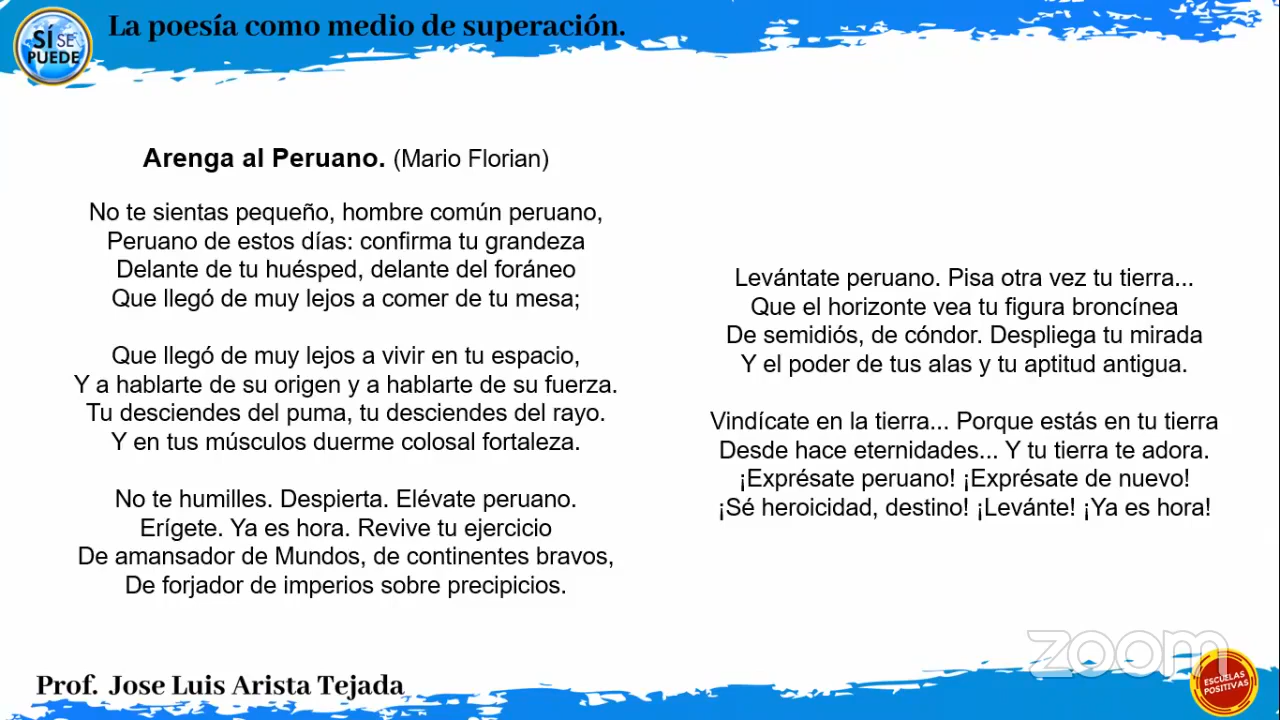 SÍ SE
PUEDE
La poesía como medio de superación.
Arenga al Peruano. (Mario Florian)
No te sientas pequeño, hombre común peruano,
Peruano de estos días: confirma tu grandeza
Delante de tu huésped, delante del foráneo
Que llegó de muy lejos a comer de tu mesa;
Que llegó de muy lejos a vivir en tu espacio,
Y a hablarte de su origen y a hablarte de su fuerza.
Tu desciendes del puma, tu desciendes del rayo.
Y en tus músculos duerme colosal fortaleza.
No te humilles. Despierta. Elévate peruano.
Erígete. Ya es hora. Revive tu ejercicio
De amansador de Mundos, de continentes bravos,
De forjador de imperios sobre precipicios.
Levántate peruano. Pisa otra vez tu tierra...
Que el horizonte vea tu figura broncínea
De semidiós, de cóndor. Despliega tu mirada
Y el poder de tus alas y tu aptitud antigua.
Vindícate en la tierra... Porque estás en tu tierra
Desde hace eternidades... Y tu tierra te adora.
¡Exprésate peruano! ¡Exprésate de nuevo!
¡Sé heroicidad, destino! ¡Levánte! ¡Ya es hora!
zoom
Prof. Jose Luis Arista Tejada
ESCUELAS
POSITIVAS